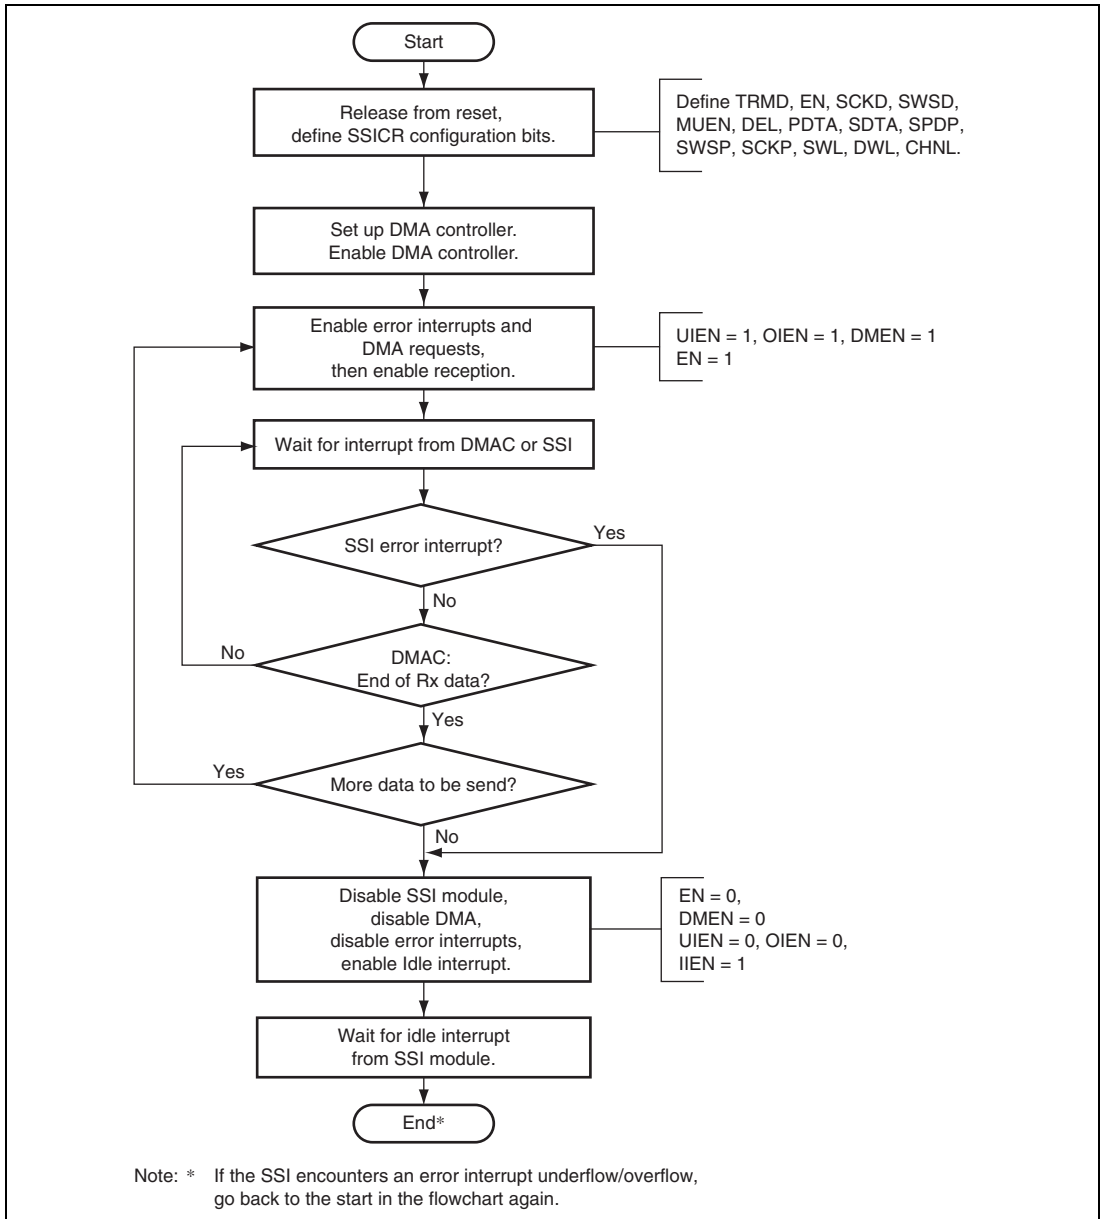 Start
Release from reset,
define SSICR configuration bits.
Define TRMD, EN, SCKD, SWSD,
MUEN, DEL, PDTA, SDTA, SPDP,
SWSP, SCKP, SWL, DWL, CHNL.
Set up DMA controller.
Enable DMA controller.
Enable error interrupts and
DMA requests,
then enable reception.
UIEN = 1, OIEN = 1, DMEN = 1
EN = 1
Wait for interrupt from DMAC or SSI
SSI error interrupt?
Yes
No
DMAC:
End of Rx data?
No
Yes
More data to be send?
Yes
No
Disable SSI module,
disable DMA,
disable error interrupts,
enable Idle interrupt.
EN = 0,
DMEN = 0
UIEN = 0, OIEN = 0,
IIEN = 1
Wait for idle interrupt
from SSI module.
End*
Note: * If the SSI encounters an error interrupt underflow/overflow,
go back to the start in the flowchart again.